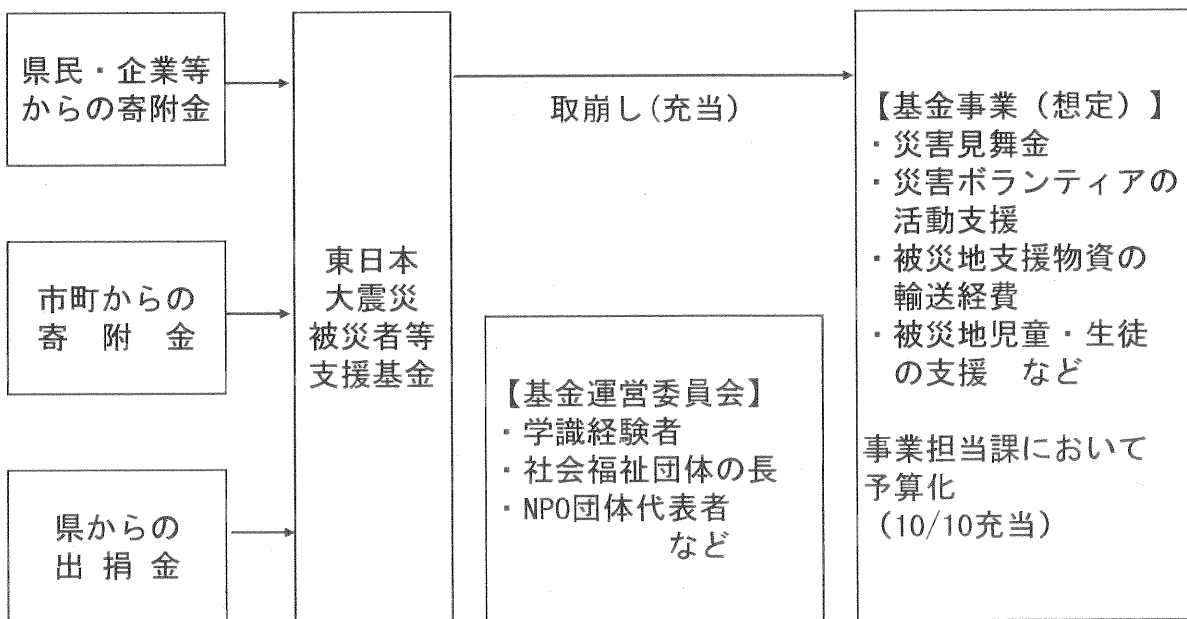 県民・企業等
からの寄附金
市町からの
寄　附　金
県からの
出 捐 金
東日本
大震災
被災者等
支援基金
取崩し(充当)
【基金運営委員会】
・学識経験者
・社会福祉団体の長
・NPO団体代表者
など
【基金事業（想定）】
・災害見舞金
・災害ボランティアの
活動支援
・被災地支援物資の
輸送経費
・被災地児童・生徒
の支援　など
事業担当課において
予算化
（10/10充当）